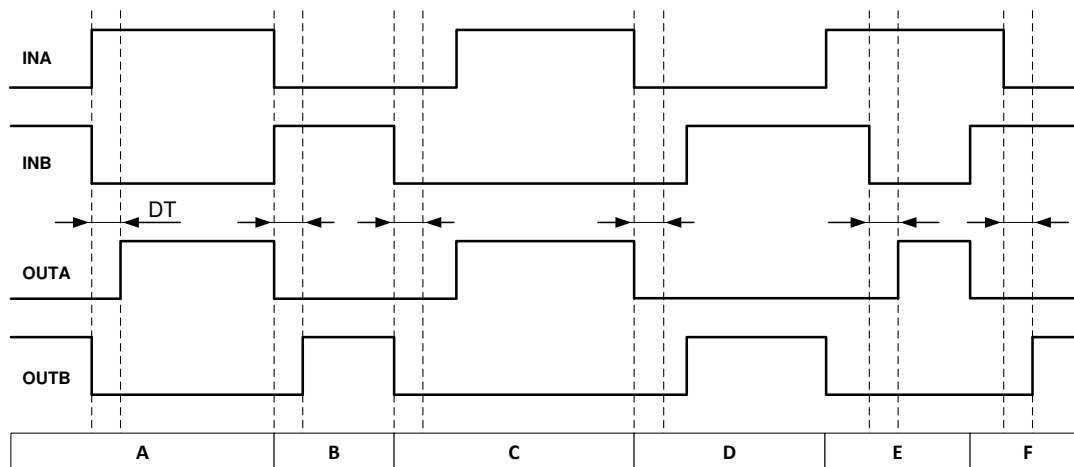 INA
INB
DT
OUTA
OUTB
A B C D E F